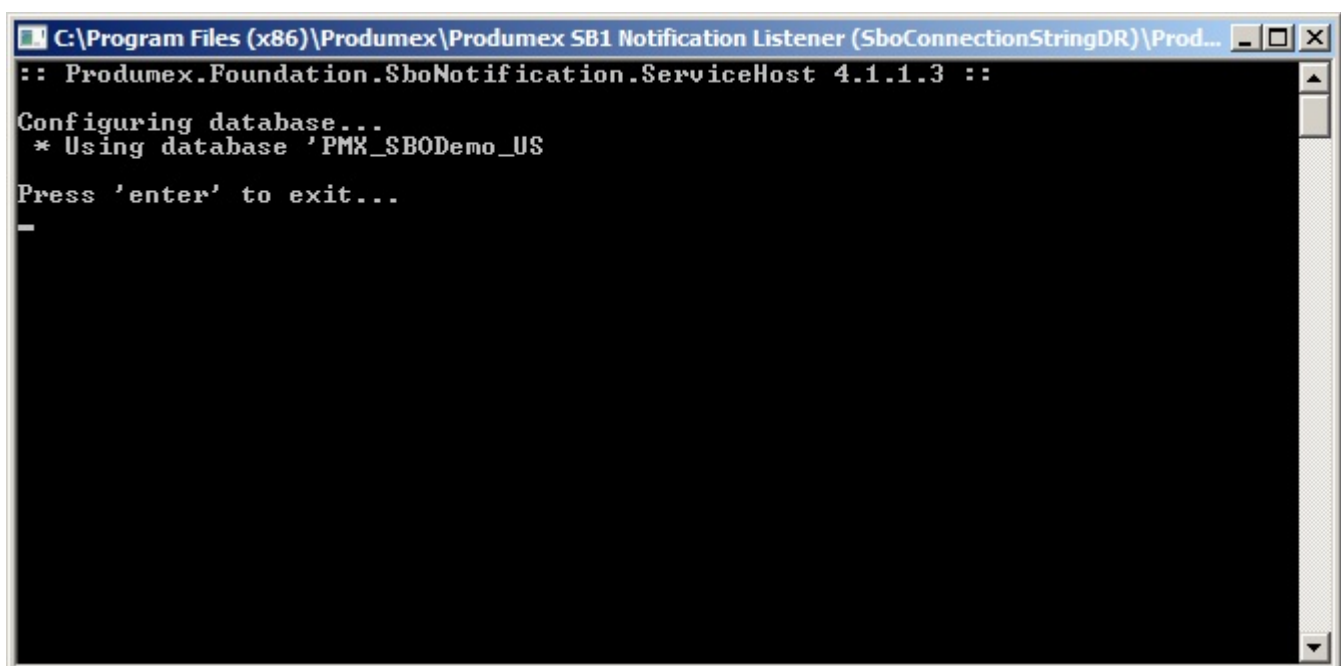 C:\Program Files (x86)\Produmex\Produmex SB1 Notification Listener (SboConnectionStringDR)\Prod...
:: Produmex.Foundation.SboNotification.ServiceHost 4.1.1.3 ::
Configuring database...
* Using database 'PMX_SBODemo_US
Press 'enter' to exit...